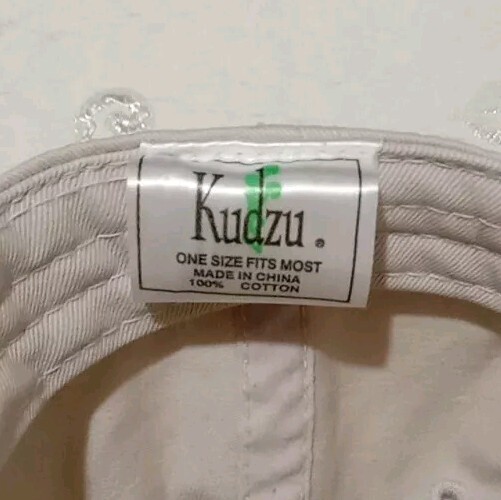 Kudzu.
ONE SIZE FITS MOST
MADE IN CHINA
100% COTTON